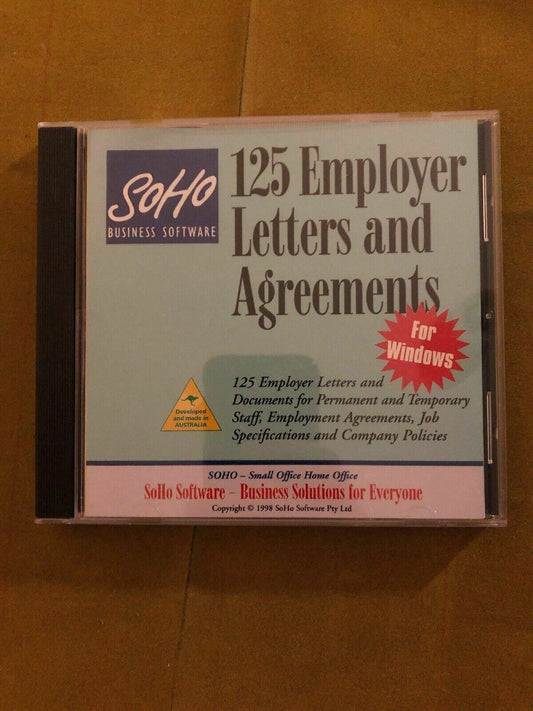 SoHo
BUSINESS SOFTWARE
125 Employer
Letters and
Agreements
For
Windows
125 Employer Letters and
Documents for Permanent and Temporary
Staff, Employment Agreements, Job
Specifications and Company Policies
Developed
and made in
AUSTRALIA
SOHO – Small Office Home Office
SoHo Software – Business Solutions for Everyone
Copyright © 1998 SoHo Software Pty Ltd